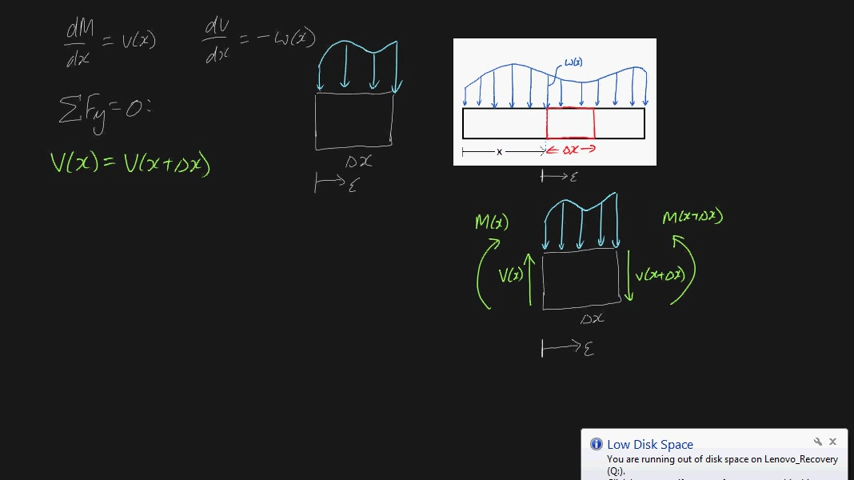 dM/dx = V(x)
dV/dx = -ω(x)
ΣFy=0:
V(x) = V(x+Δx)
Δx
ε
ω(x)
x
Δx
ε
M(x)
M(x+Δx)
V(x)
V(x+Δx)
Δx
ε
Low Disk Space
You are running out of disk space on Lenovo_Recovery
(Q:).